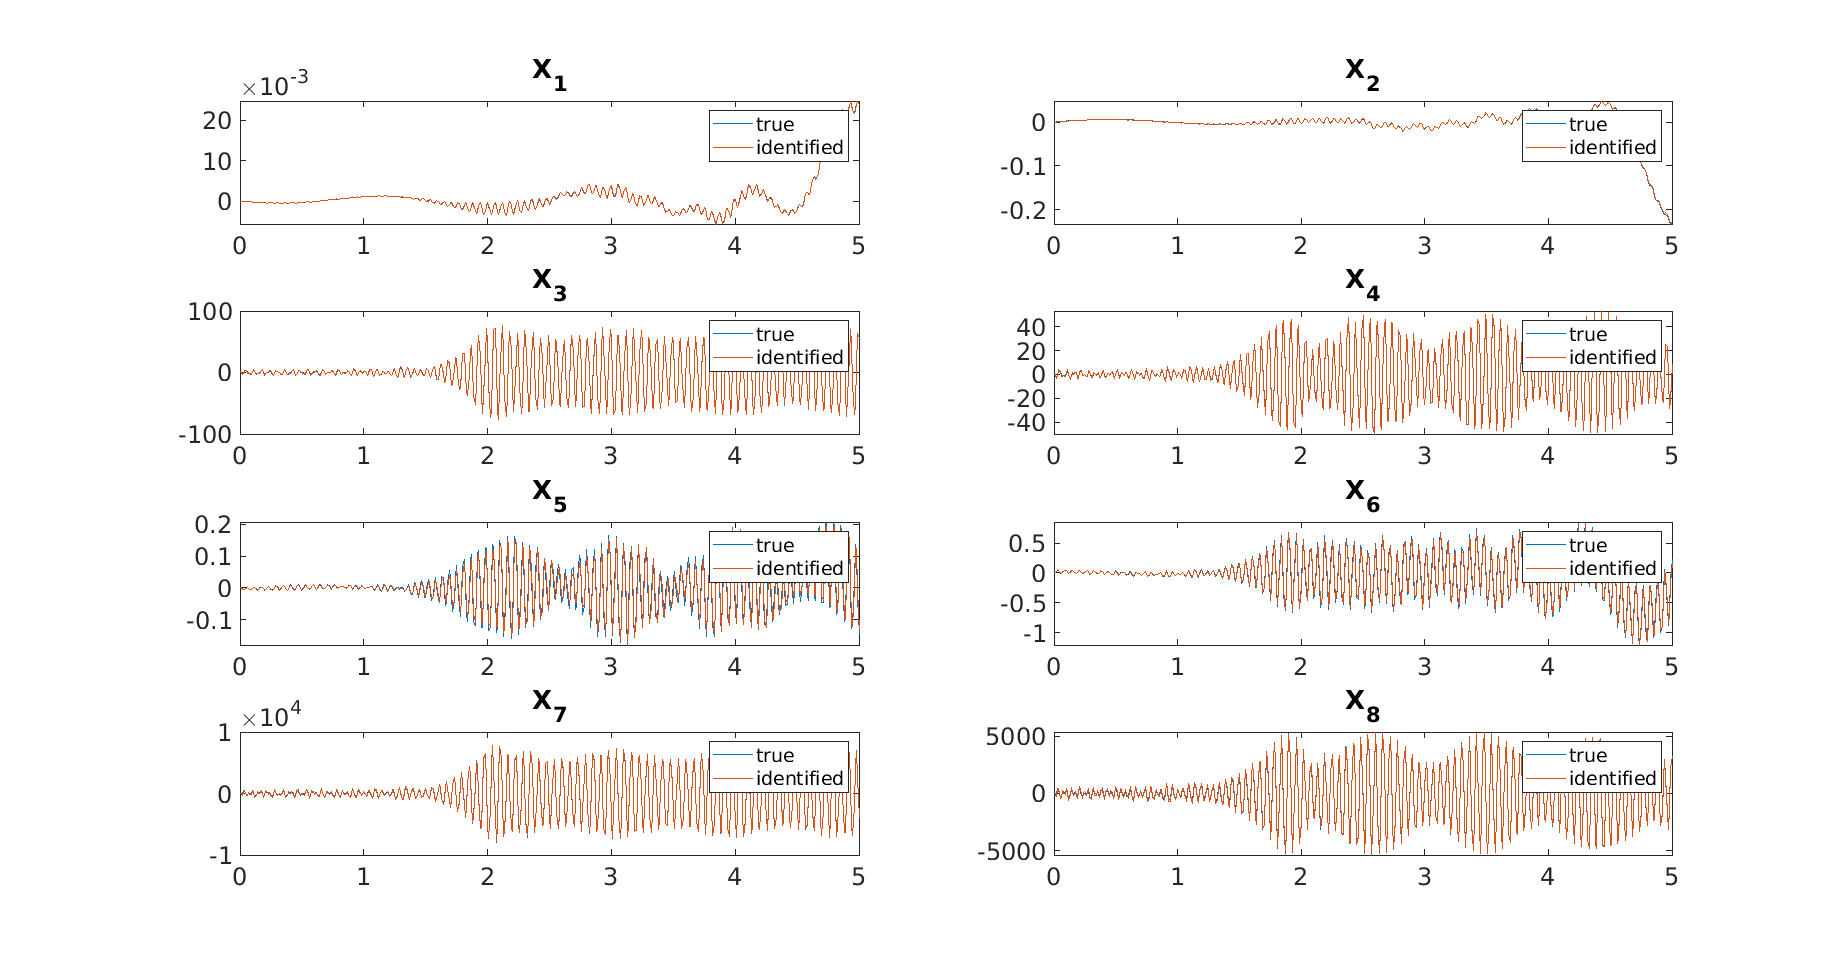 X1
×10-3
20
10
0
true
identified
0 1 2 3 4 5
X2
0
-0.1
-0.2
true
identified
0 1 2 3 4 5
X3
100
0
-100
true
identified
0 1 2 3 4 5
X4
40
20
0
-20
-40
true
identified
0 1 2 3 4 5
X5
0.2
0.1
0
-0.1
true
identified
0 1 2 3 4 5
X6
0.5
0
-0.5
-1
true
identified
0 1 2 3 4 5
X7
×104
1
0
-1
true
identified
0 1 2 3 4 5
X8
5000
0
-5000
true
identified
0 1 2 3 4 5